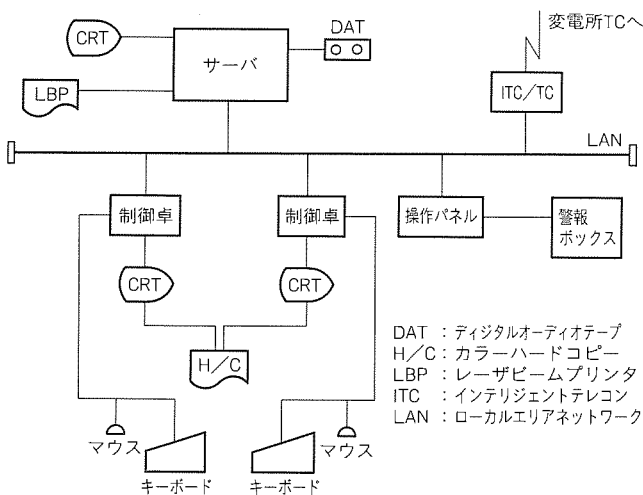 変電所TCへ
DAT
CRT
サーバ
ITC/TC
LBP
LAN
制御卓
制御卓
操作パネル
警報
ボックス
CRT
CRT
H/C
DAT：ディジタルオーディオテープ
H/C：カラーハードコピー
LBP：レーザビームプリンタ
ITC：インテリジェントテレコン
LAN：ローカルエリアネットワーク
マウス
マウス
キーボード
キーボード